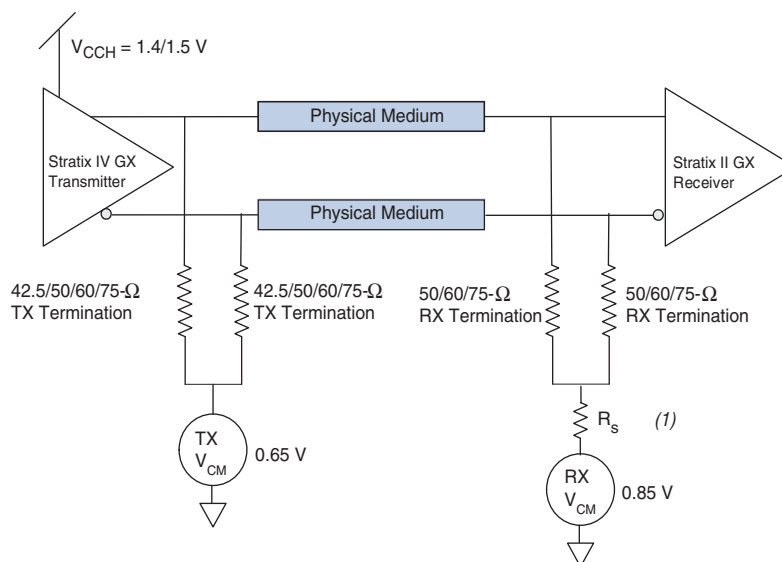 V_CCH = 1.4/1.5 V
Physical Medium
Stratix IV GX
Transmitter
Stratix II GX
Receiver
Physical Medium
42.5/50/60/75-Ω
TX Termination
42.5/50/60/75-Ω
TX Termination
50/60/75-Ω
RX Termination
50/60/75-Ω
RX Termination
R_s (1)
TX
V_CM
0.65 V
RX
V_CM
0.85 V